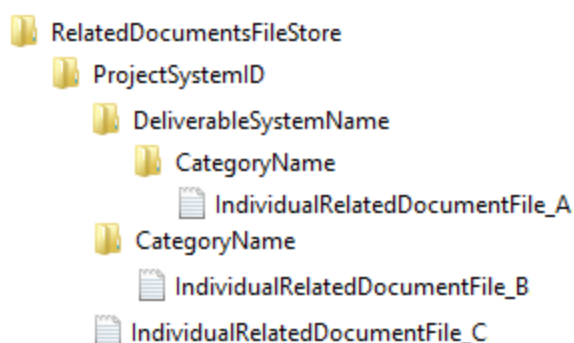 RelatedDocumentsFileStore
ProjectSystemID
DeliverableSystemName
CategoryName
IndividualRelatedDocumentFile_A
CategoryName
IndividualRelatedDocumentFile_B
IndividualRelatedDocumentFile_C